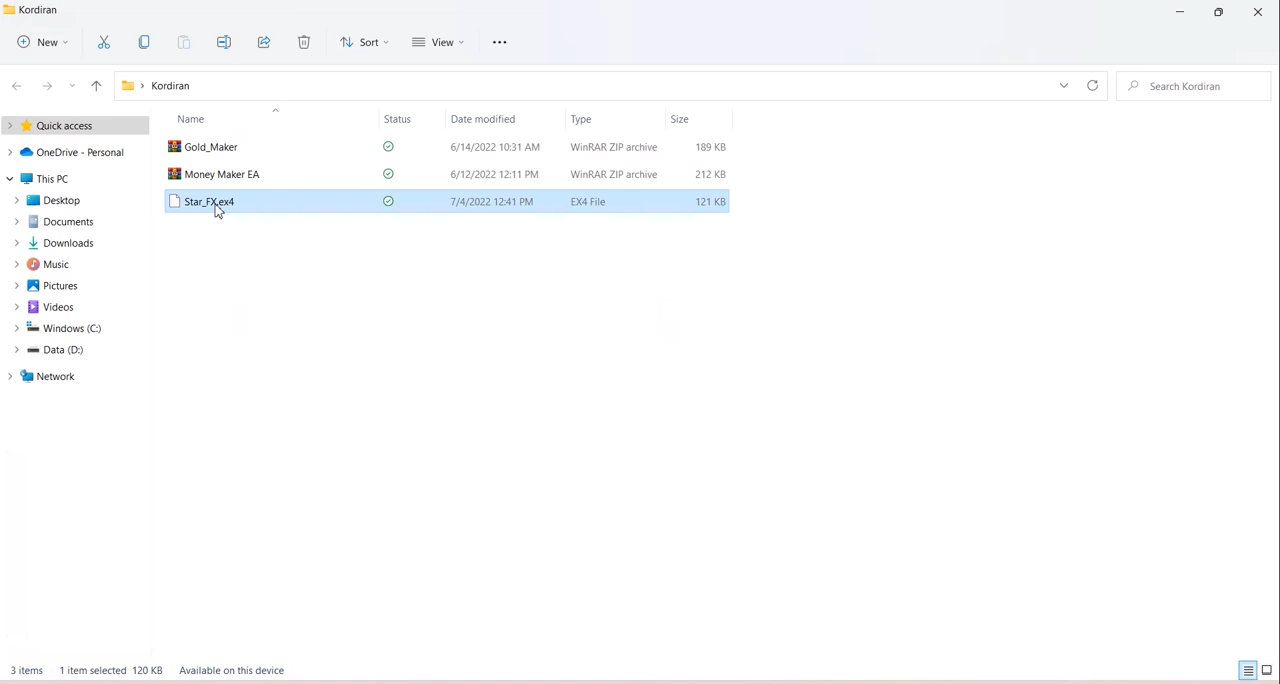 Kordiran
New
Sort
View
Kordiran
Search Kordiran
Name Status Date modified Type Size
Gold_Maker 6/14/2022 10:31 AM WinRAR ZIP archive 189 KB
Money Maker EA 6/12/2022 12:11 PM WinRAR ZIP archive 212 KB
Star_FX.ex4 7/4/2022 12:41 PM EX4 File 121 KB
Quick access
OneDrive - Personal
This PC
Desktop
Documents
Downloads
Music
Pictures
Videos
Windows (C:)
Data (D:)
Network
3 items 1 item selected 120 KB Available on this device